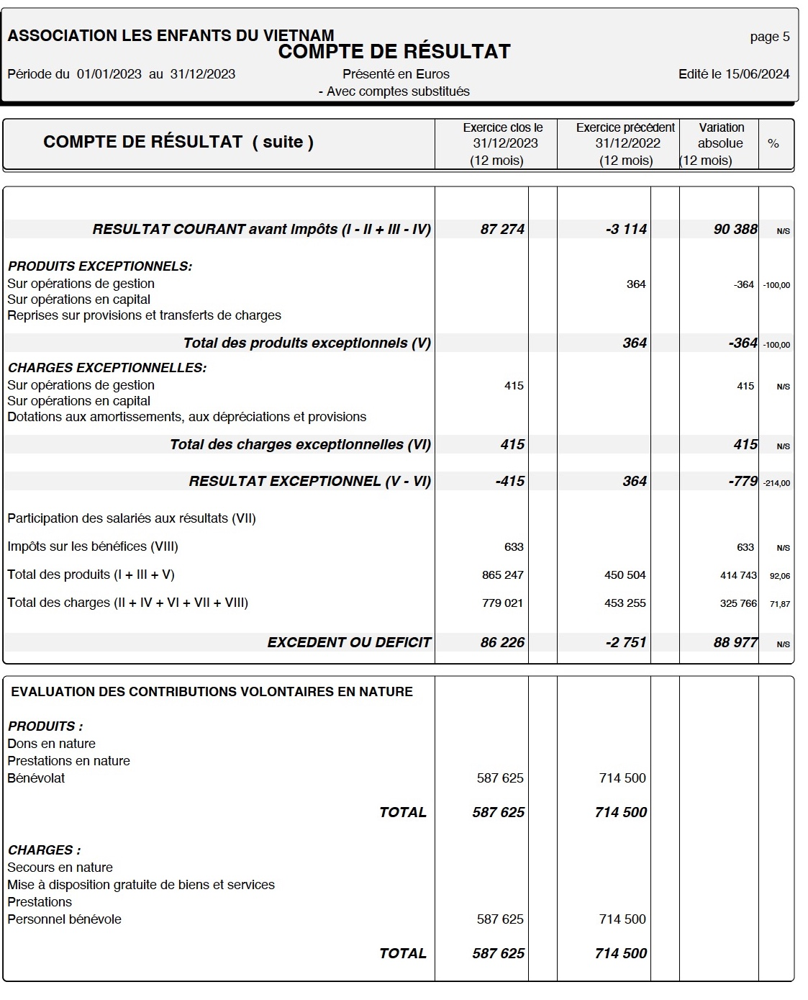 ASSOCIATION LES ENFANTS DU VIETNAM page 5
COMPTE DE RÉSULTAT
Période du 01/01/2023 au 31/12/2023 Présenté en Euros Edité le 15/06/2024
- Avec comptes substitués
COMPTE DE RÉSULTAT ( suite )
Exercice clos le 31/12/2023 (12 mois)
Exercice précédent 31/12/2022 (12 mois)
Variation absolue (12 mois)
%
RESULTAT COURANT avant Impôts (I - II + III - IV) 87 274 -3 114 90 388 N/S
PRODUITS EXCEPTIONNELS:
Sur opérations de gestion 364 -364 -100,00
Sur opérations en capital
Reprises sur provisions et transferts de charges
Total des produits exceptionnels (V) 364 -364 -100,00
CHARGES EXCEPTIONNELLES:
Sur opérations de gestion 415 415 N/S
Sur opérations en capital
Dotations aux amortissements, aux dépréciations et provisions
Total des charges exceptionnelles (VI) 415 415 N/S
RESULTAT EXCEPTIONNEL (V - VI) -415 364 -779 -214,00
Participation des salariés aux résultats (VII)
Impôts sur les bénéfices (VIII) 633 633 N/S
Total des produits (I + III + V) 865 247 450 504 414 743 92,06
Total des charges (II + IV + VI + VII + VIII) 779 021 453 255 325 766 71,87
EXCEDENT OU DEFICIT 86 226 -2 751 88 977 N/S
EVALUATION DES CONTRIBUTIONS VOLONTAIRES EN NATURE
PRODUITS :
Dons en nature
Prestations en nature
Bénévolat 587 625 714 500
TOTAL 587 625 714 500
CHARGES :
Secours en nature
Mise à disposition gratuite de biens et services
Prestations
Personnel bénévole 587 625 714 500
TOTAL 587 625 714 500